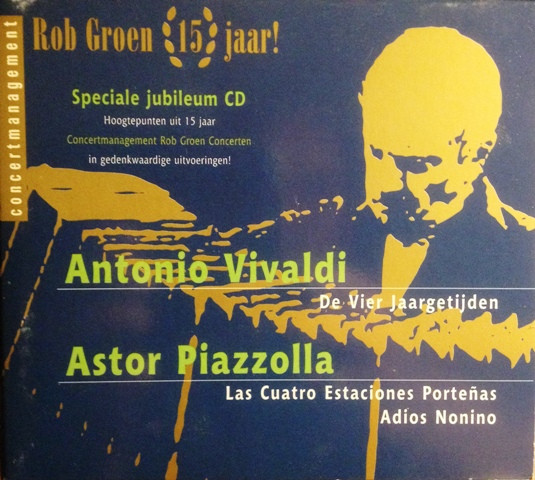 concertmanagement
Rob Groen 15 jaar!
Speciale jubileum CD
Hoogtepunten uit 15 jaar
Concertmanagement Rob Groen Concerten
in gedenkwaardige uitvoeringen!
Antonio Vivaldi
De Vier Jaargetijden
Astor Piazzolla
Las Cuatro Estaciones Porteñas
Adíos Nonino